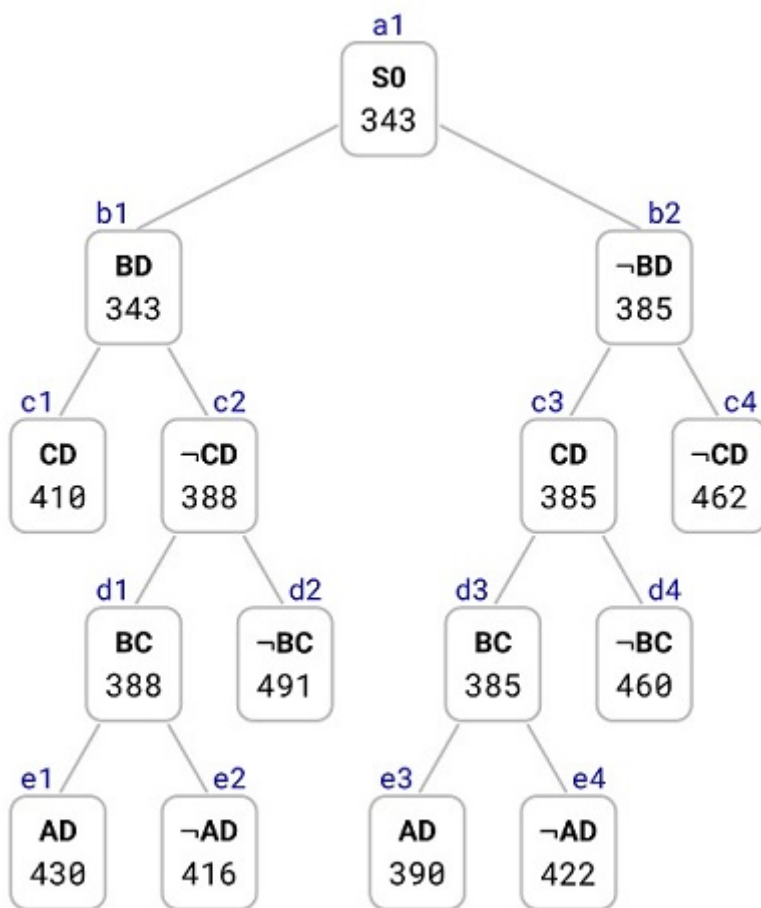 a1
S0
343
b1
BD
343
b2
¬BD
385
c1
CD
410
c2
¬CD
388
c3
CD
385
c4
¬CD
462
d1
BC
388
d2
¬BC
491
d3
BC
385
d4
¬BC
460
e1
AD
430
e2
¬AD
416
e3
AD
390
e4
¬AD
422